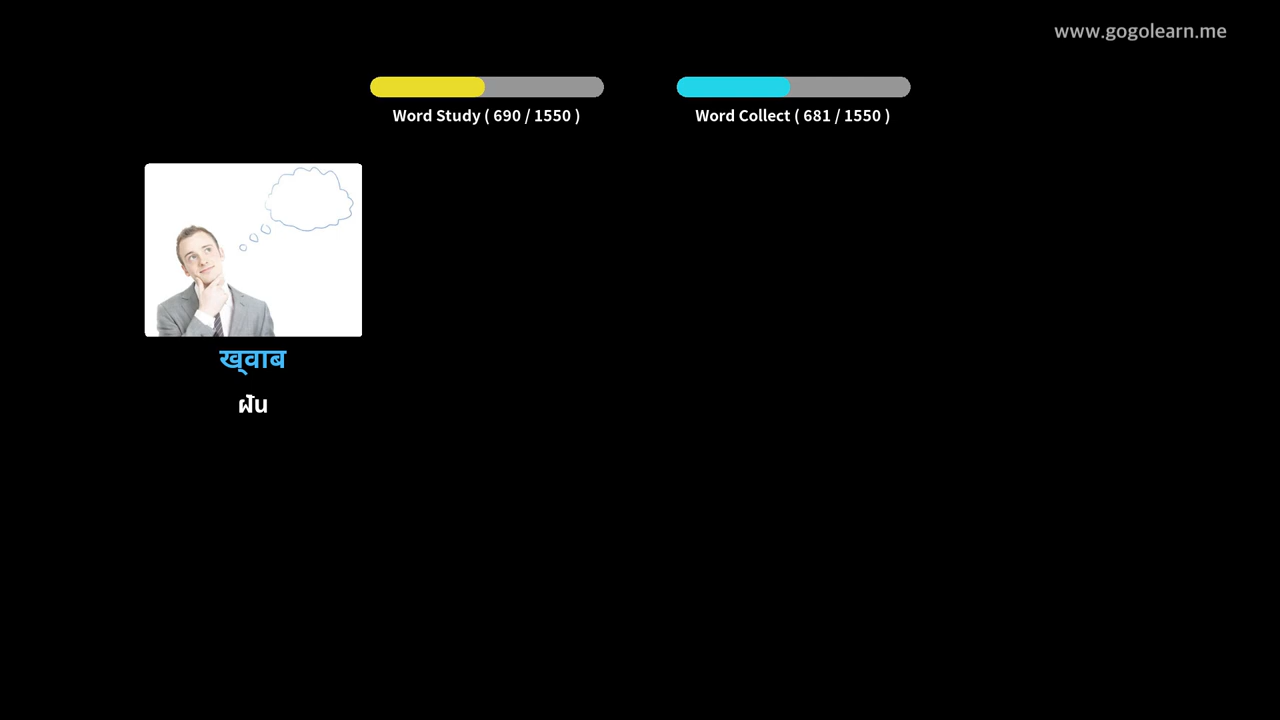 www.gogolearn.me
Word Study ( 690 / 1550 )
Word Collect ( 681 / 1550 )
ख्वाब
ฝัน